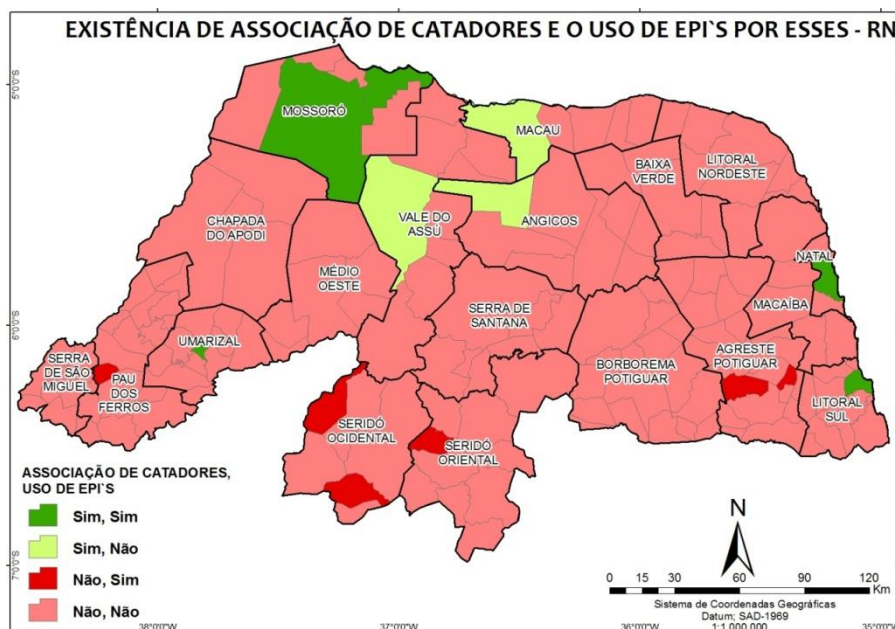 EXISTÊNCIA DE ASSOCIAÇÃO DE CATADORES E O USO DE EPI`S POR ESSES - RN
5°0'0"S
MOSSORÓ
MACAU
BAIXA
VERDE
LITORAL
NORDESTE
CHAPADA
DO APODI
VALE DO
ASSÚ
ANGICOS
NATAL
MÉDIO
OESTE
SERRA DE
SANTANA
MACAÍBA
6°0'0"S
UMARIZAL
SERRA
DE SÃO
MIGUEL
PAU
DOS
FERROS
BORBOREMA
POTIGUAR
AGRESTE
POTIGUAR
LITORAL
SUL
SERIDÓ
OCIDENTAL
SERIDÓ
ORIENTAL
ASSOCIAÇÃO DE CATADORES,
USO DE EPI`S
Sim, Sim
Sim, Não
Não, Sim
Não, Não
7°0'0"S
N
0 15 30 60 90 120
Km
Sistema de Coordenadas Geográficas
Datum; SAD-1969
1:1.000.000
38°0'0"W
37°0'0"W
36°0'0"W
35°0'0"W